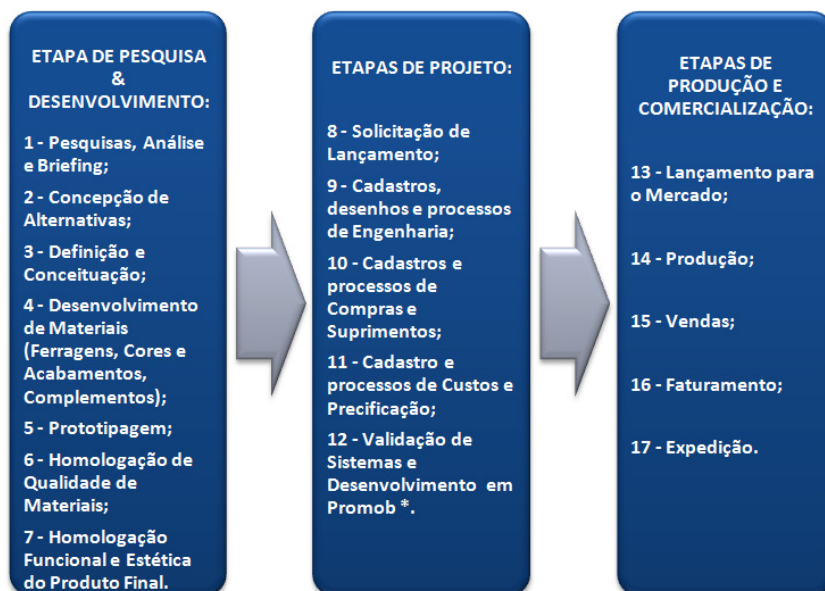 ETAPA DE PESQUISA
&
DESENVOLVIMENTO:
1 - Pesquisas, Análise
e Briefing;
2 - Concepção de
Alternativas;
3 - Definição e
Conceituação;
4 - Desenvolvimento
de Materiais
(Ferragens, Cores e
Acabamentos,
Complementos);
5 - Prototipagem;
6 - Homologação de
Qualidade de
Materiais;
7 - Homologação
Funcional e Estética
do Produto Final.
ETAPAS DE PROJETO:
8 - Solicitação de
Lançamento;
9 - Cadastros,
desenhos e processos
de Engenharia;
10 - Cadastros e
processos de
Compras e
Suprimentos;
11 - Cadastro e
processos de Custos e
Precificação;
12 - Validação de
Sistemas e
Desenvolvimento em
Promob *.
ETAPAS DE
PRODUÇÃO E
COMERCIALIZAÇÃO:
13 - Lançamento para
o Mercado;
14 - Produção;
15 - Vendas;
16 - Faturamento;
17 - Expedição.